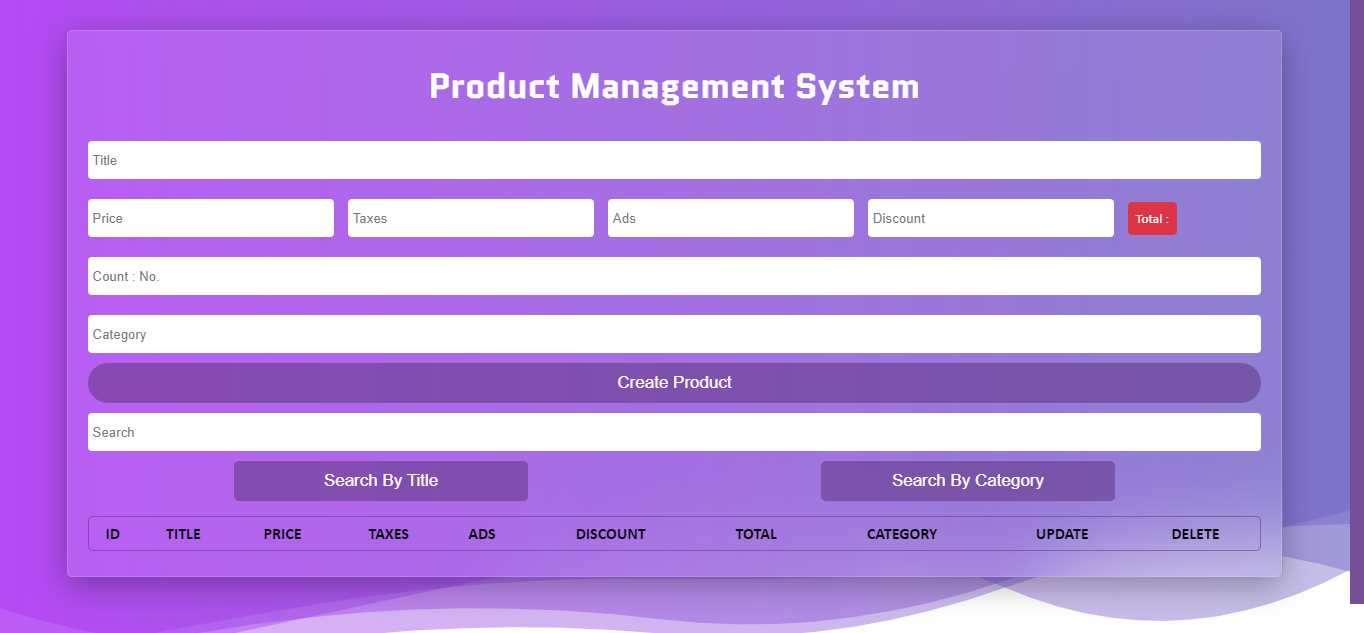 Product Management System
Title
Price Taxes Ads Discount Total :
Count : No.
Category
Create Product
Search
Search By Title Search By Category
ID TITLE PRICE TAXES ADS DISCOUNT TOTAL CATEGORY UPDATE DELETE